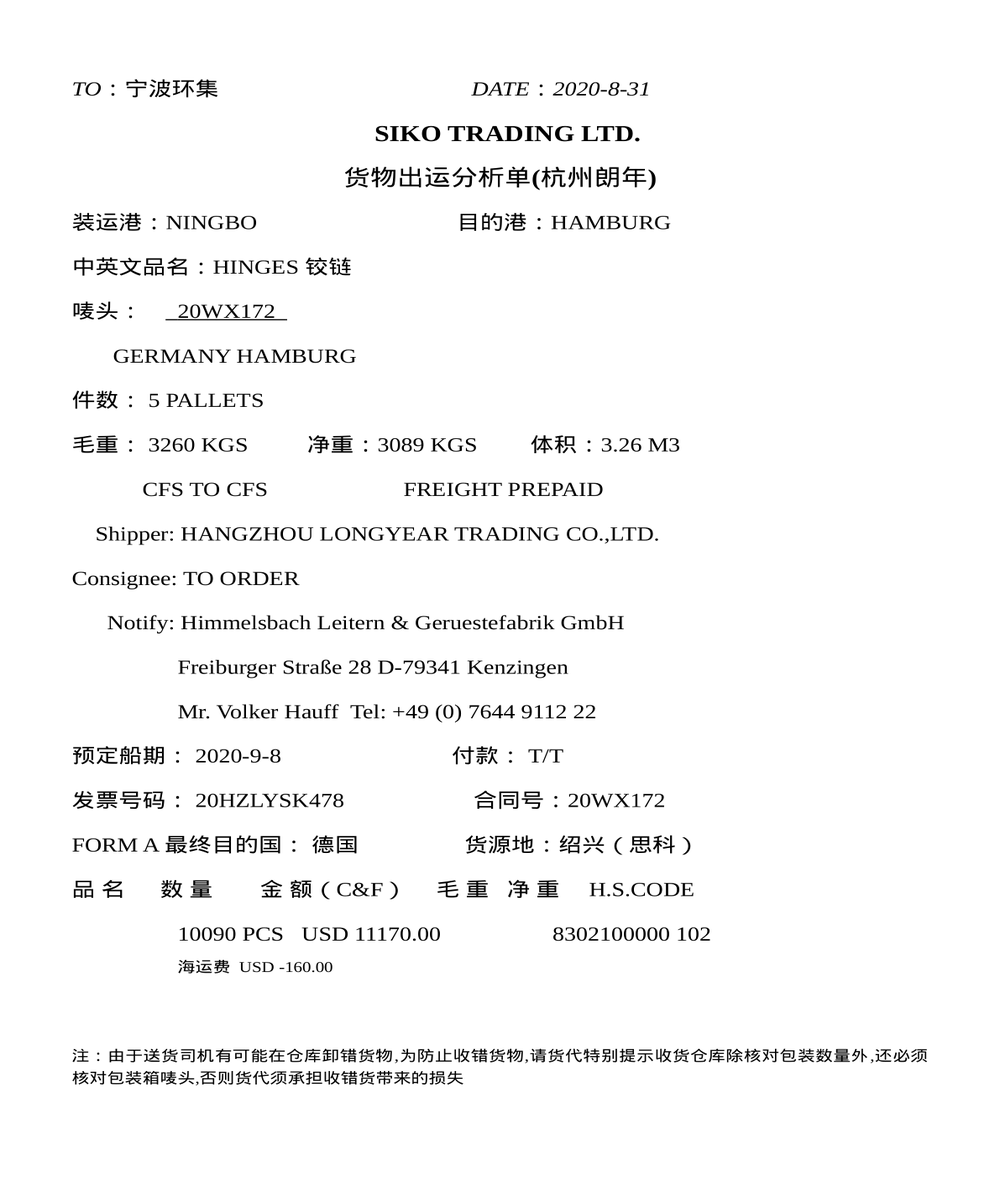 TO：宁波环集 DATE：2020-8-31
SIKO TRADING LTD.
货物出运分析单(杭州朗年)
装运港：NINGBO 目的港：HAMBURG
中英文品名：HINGES 铰链
唛头： 20WX172
GERMANY HAMBURG
件数： 5 PALLETS
毛重： 3260 KGS 净重：3089 KGS 体积：3.26 M3
CFS TO CFS FREIGHT PREPAID
Shipper: HANGZHOU LONGYEAR TRADING CO.,LTD.
Consignee: TO ORDER
Notify: Himmelsbach Leitern & Geruestefabrik GmbH
Freiburger Straße 28 D-79341 Kenzingen
Mr. Volker Hauff Tel: +49 (0) 7644 9112 22
预定船期： 2020-9-8 付款： T/T
发票号码： 20HZLYSK478 合同号：20WX172
FORM A 最终目的国： 德国 货源地：绍兴（思科）
品 名 数 量 金 额（C&F） 毛 重 净 重 H.S.CODE
10090 PCS USD 11170.00 8302100000 102
海运费 USD -160.00
注：由于送货司机有可能在仓库卸错货物,为防止收错货物,请货代特别提示收货仓库除核对包装数量外,还必须
核对包装箱唛头,否则货代须承担收错货带来的损失